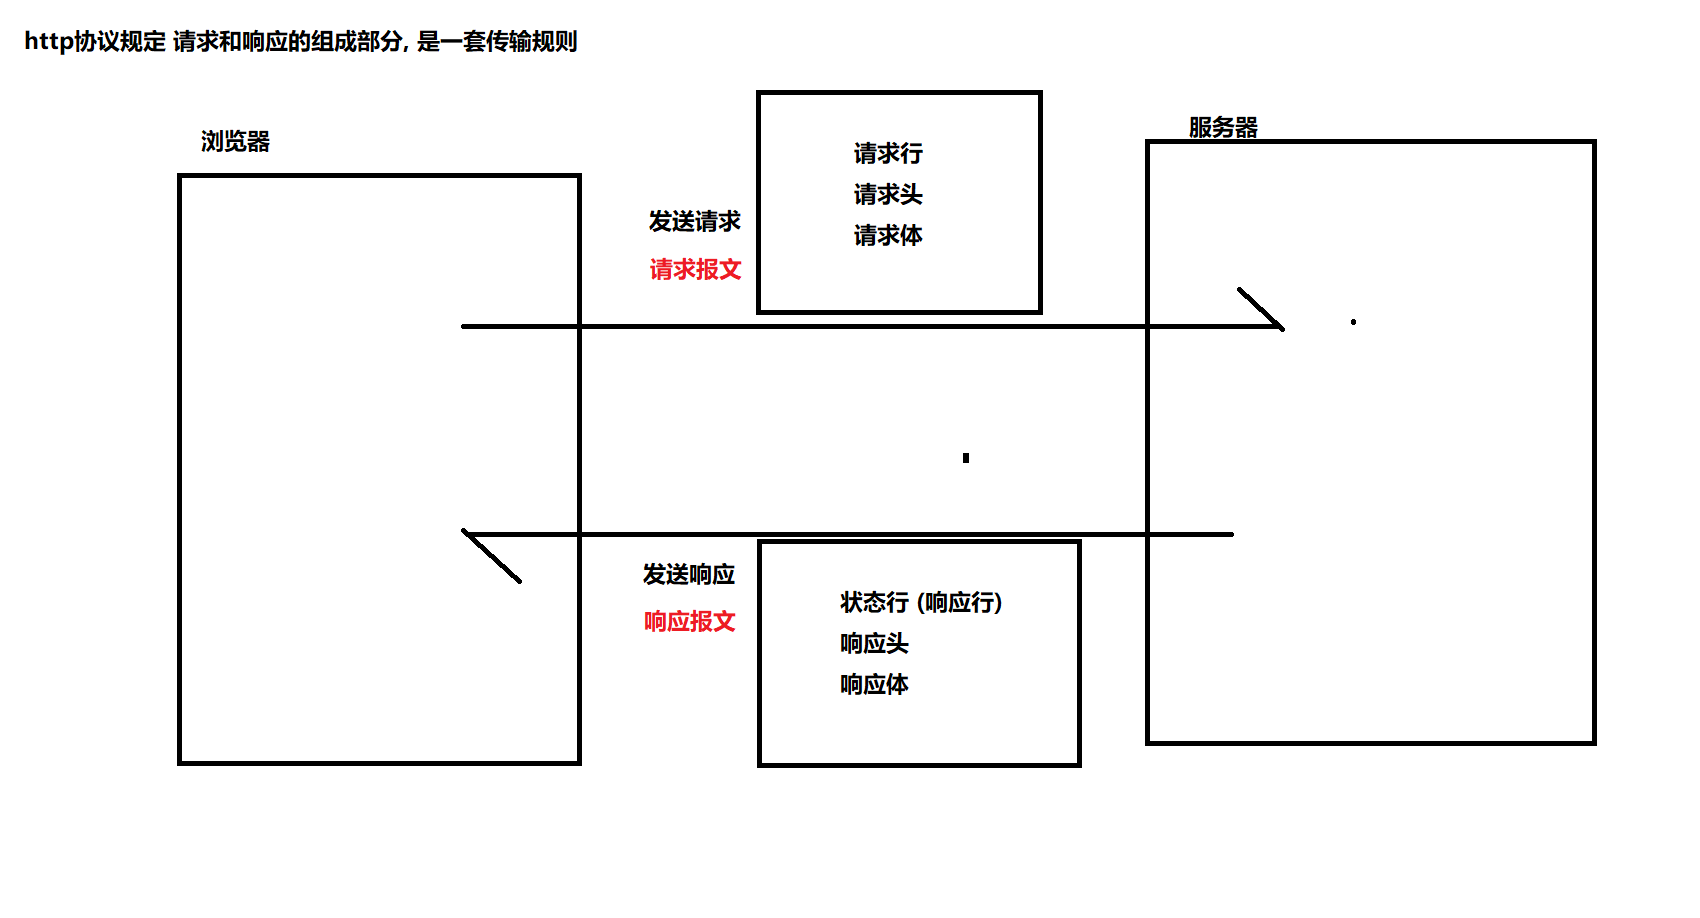 http协议规定 请求和响应的组成部分, 是一套传输规则
浏览器
服务器
请求行
请求头
请求体
发送请求
请求报文
发送响应
响应报文
状态行 (响应行)
响应头
响应体